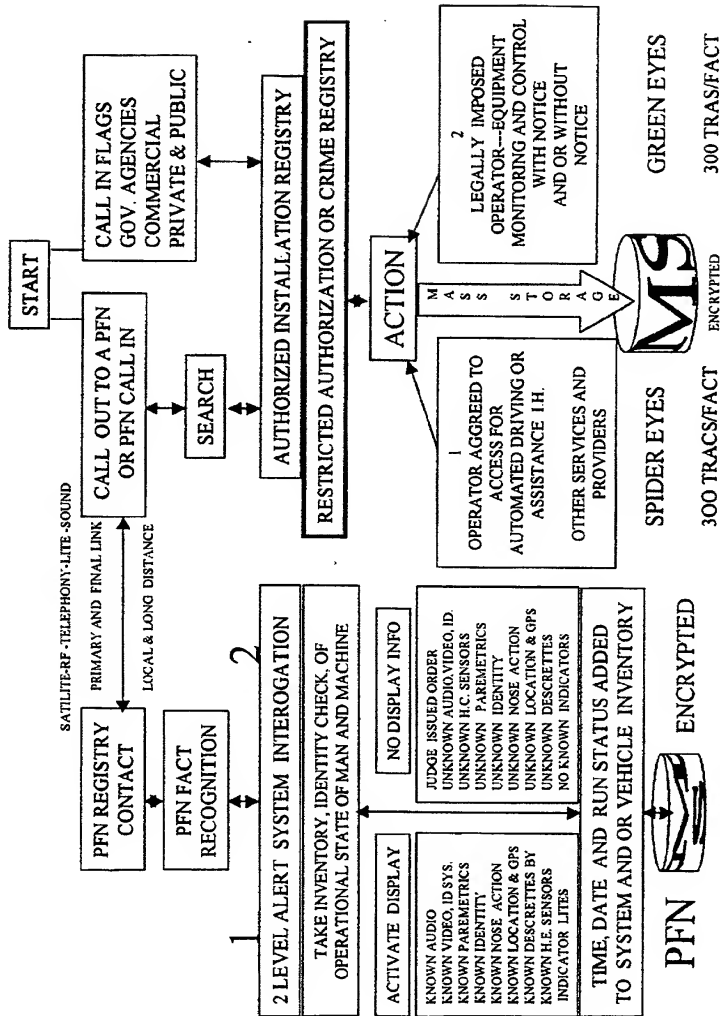 START
CALL IN FLAGS
GOV. AGENCIES
COMMERCIAL
PRIVATE & PUBLIC
CALL OUT TO A PFN
OR PFN CALL IN
SEARCH
AUTHORIZED INSTALLATION REGISTRY
RESTRICTED AUTHORIZATION OR CRIME REGISTRY
ACTION
1
OPERATOR AGGREED TO
ACCESS FOR
AUTOMATED DRIVING OR
ASSISTANCE I.H.
OTHER SERVICES AND
PROVIDERS
2
LEGALLY IMPOSED
OPERATOR---EQUIPMENT
MONITORING AND CONTROL
WITH NOTICE
AND OR WITHOUT
NOTICE
MASS STORAGE
MS
ENCRYPTED
SPIDER EYES
300 TRACS/FACT
GREEN EYES
300 TRAS/FACT
SATILITE-RF-TELEPHONY-LITE-SOUND
PRIMARY AND FINAL LINK
LOCAL & LONG DISTANCE
PFN REGISTRY
CONTACT
PFN FACT
RECOGNITION
1
2
2 LEVEL ALERT SYSTEM INTEROGATION
TAKE INVENTORY, IDENTITY CHECK, OF
OPERATIONAL STATE OF MAN AND MACHINE
ACTIVATE DISPLAY
KNOWN AUDIO
KNOWN VIDEO, ID SYS.
KNOWN PAREMETRICS
KNOWN IDENTITY
KNOWN NOSE ACTION
KNOWN LOCATION & GPS
KNOWN DESCRETTES BY
KNOWN H.E. SENSORS
INDICATOR LITES
NO DISPLAY INFO
JUDGE ISSUED ORDER
UNKNOWN AUDIO,VIDEO, ID.
UNKNOWN H.C. SENSORS
UNKNOWN PAREMETRICS
UNKNOWN IDENTITY
UNKNOWN NOSE ACTION
UNKNOWN LOCATION & GPS
UNKNOWN DESCRETTES
NO KNOWN INDICATORS
TIME, DATE AND RUN STATUS ADDED
TO SYSTEM AND OR VEHICLE INVENTORY
PFN
ENCRYPTED